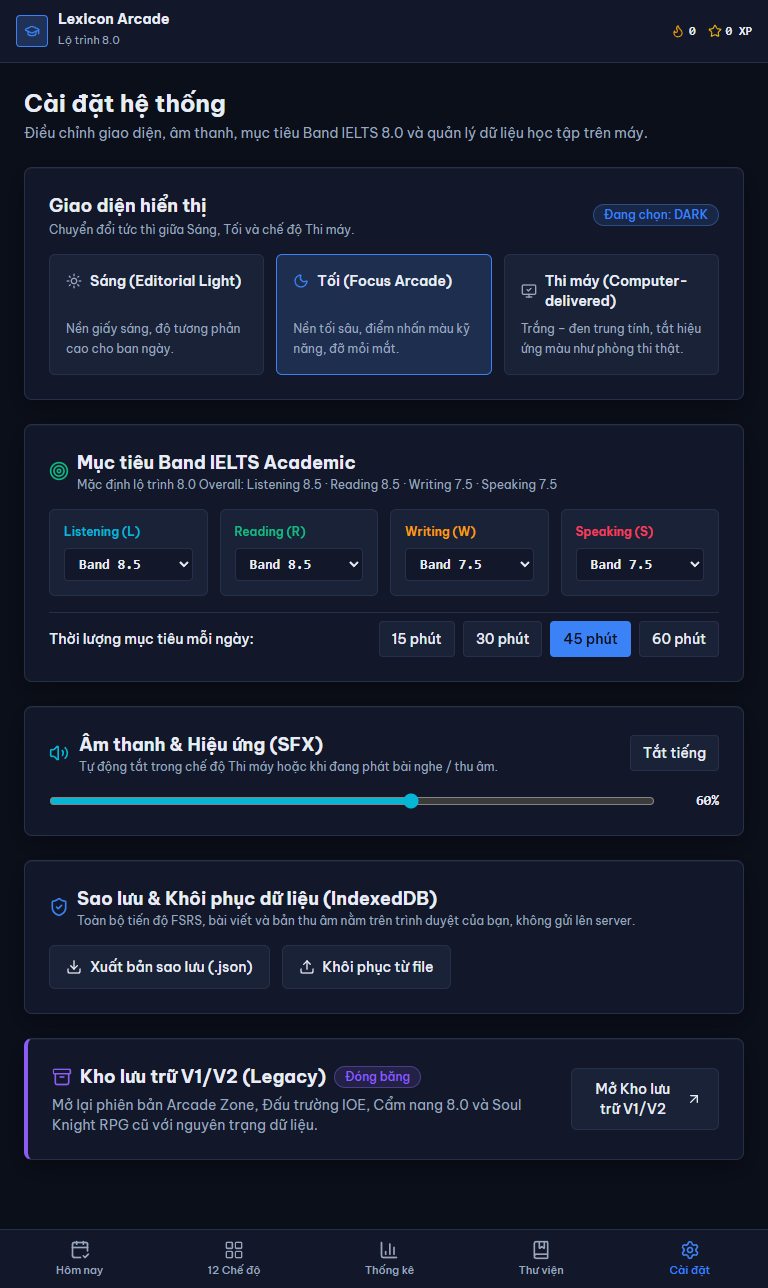 Lexicon Arcade
Lộ trình 8.0
0
0 XP
Cài đặt hệ thống
Điều chỉnh giao diện, âm thanh, mục tiêu Band IELTS 8.0 và quản lý dữ liệu học tập trên máy.
Giao diện hiển thị
Chuyển đổi tức thì giữa Sáng, Tối và chế độ Thi máy.
Đang chọn: DARK
Sáng (Editorial Light)
Nền giấy sáng, độ tương phản
cao cho ban ngày.
Tối (Focus Arcade)
Nền tối sâu, điểm nhấn màu kỹ
năng, đỡ mỏi mắt.
Thi máy (Computer-
delivered)
Trắng – đen trung tính, tắt hiệu
ứng màu như phòng thi thật.
Mục tiêu Band IELTS Academic
Mặc định lộ trình 8.0 Overall: Listening 8.5 · Reading 8.5 · Writing 7.5 · Speaking 7.5
Listening (L)
Band 8.5
Reading (R)
Band 8.5
Writing (W)
Band 7.5
Speaking (S)
Band 7.5
Thời lượng mục tiêu mỗi ngày:
15 phút
30 phút
45 phút
60 phút
Âm thanh & Hiệu ứng (SFX)
Tự động tắt trong chế độ Thi máy hoặc khi đang phát bài nghe / thu âm.
Tắt tiếng
60%
Sao lưu & Khôi phục dữ liệu (IndexedDB)
Toàn bộ tiến độ FSRS, bài viết và bản thu âm nằm trên trình duyệt của bạn, không gửi lên server.
Xuất bản sao lưu (.json)
Khôi phục từ file
Kho lưu trữ V1/V2 (Legacy)
Đóng băng
Mở lại phiên bản Arcade Zone, Đấu trường IOE, Cẩm nang 8.0 và Soul
Knight RPG cũ với nguyên trạng dữ liệu.
Mở Kho lưu
trữ V1/V2
Hôm nay
12 Chế độ
Thống kê
Thư viện
Cài đặt